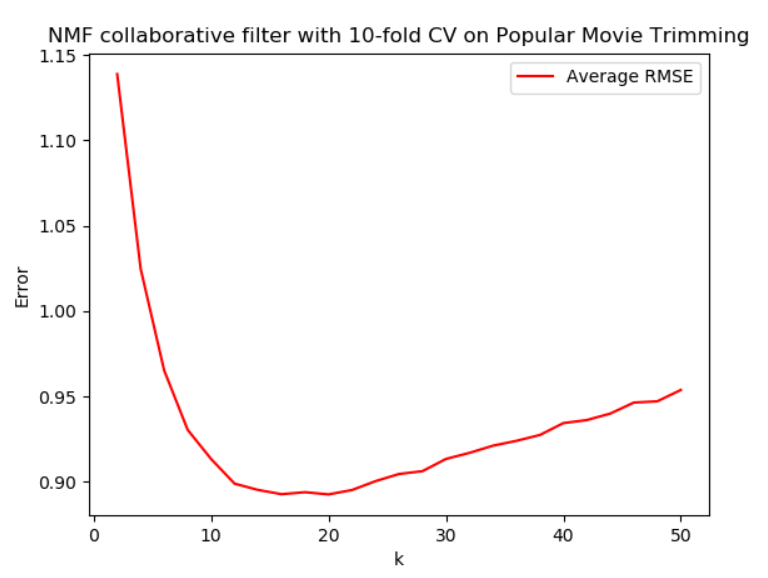 NMF collaborative filter with 10-fold CV on Popular Movie Trimming
Average RMSE
1.15
1.10
1.05
1.00
0.95
0.90
Error
0 10 20 30 40 50
k